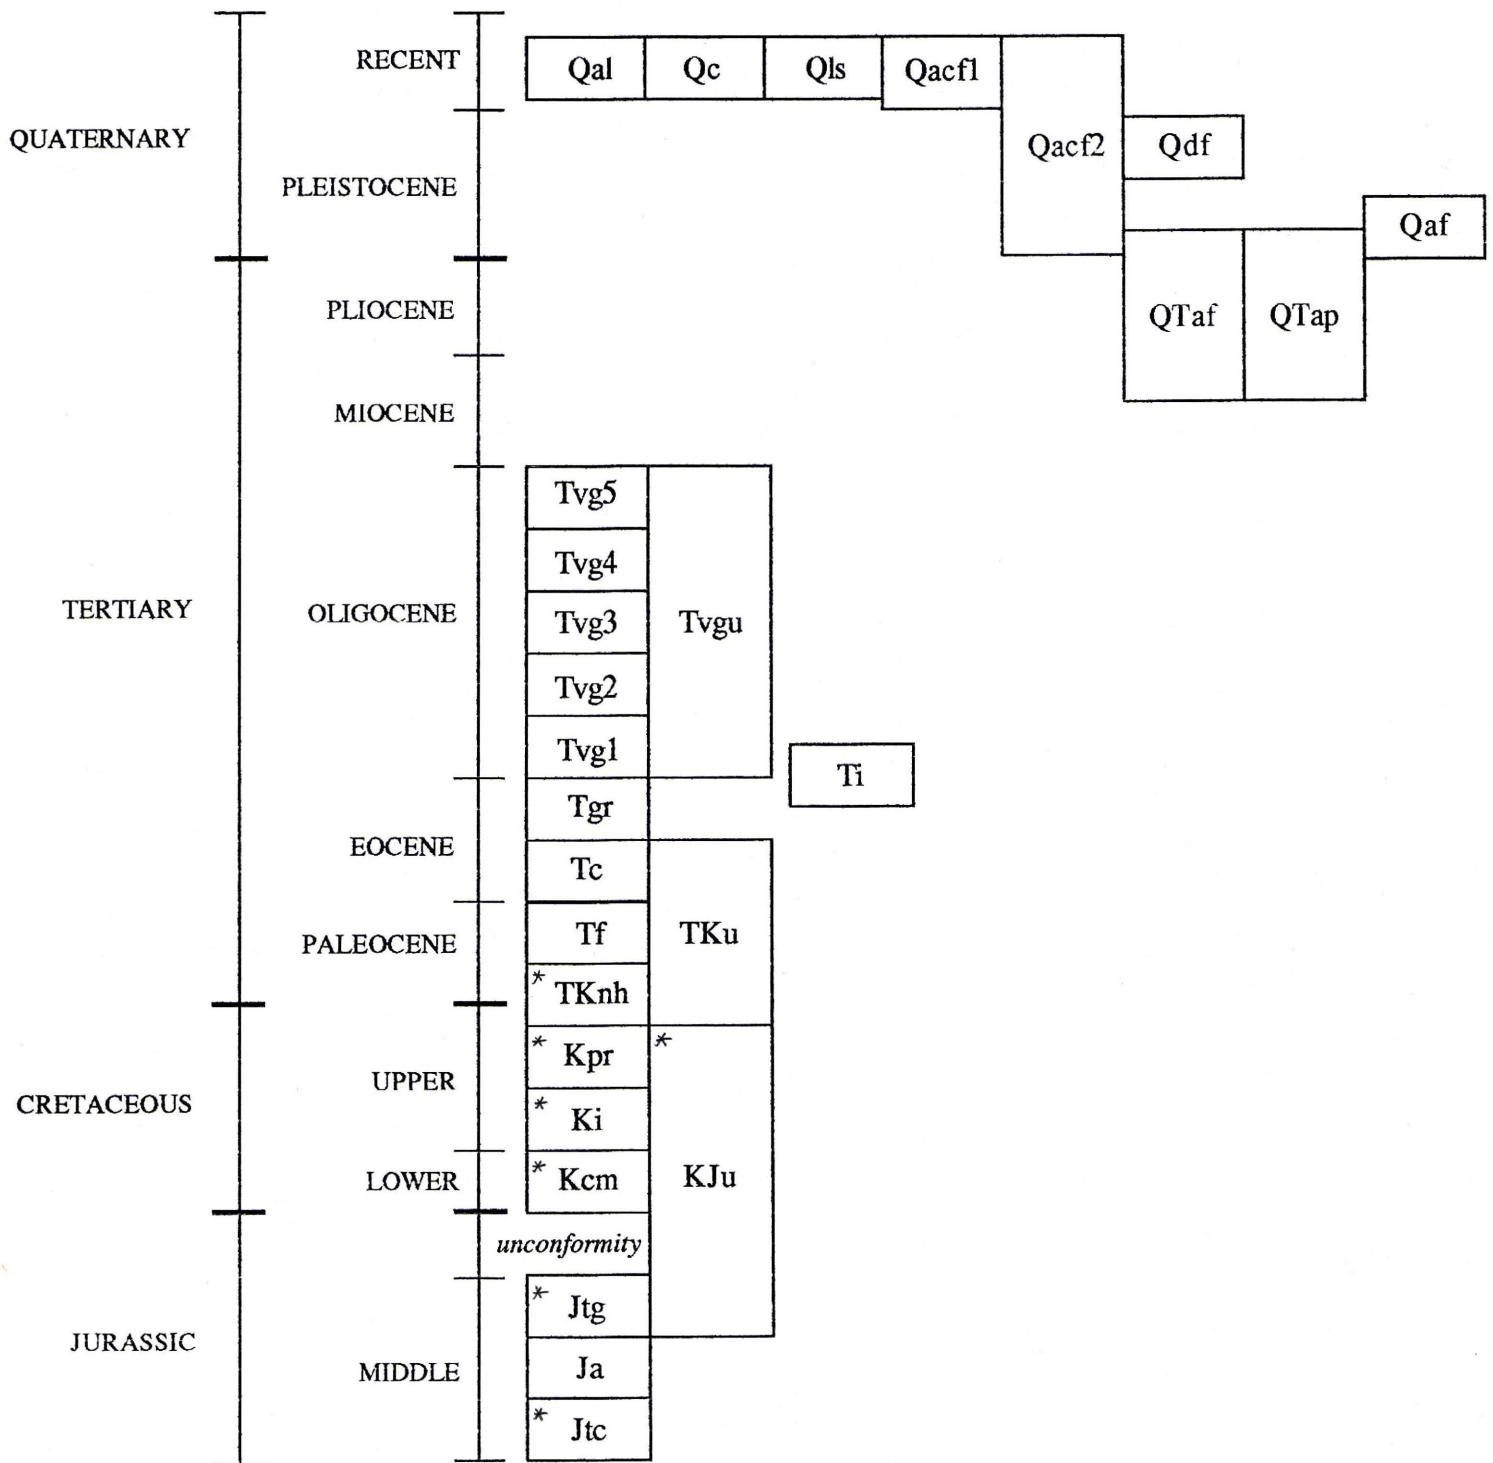 RECENT
Qal Qc Qls Qacf1
QUATERNARY
Qacf2 Qdf
PLEISTOCENE
Qaf
PLIOCENE
QTaf QTap
MIOCENE
Tvg5
Tvg4
TERTIARY
OLIGOCENE
Tvg3 Tvgu
Tvg2
Tvg1
Ti
Tgr
EOCENE
Tc
PALEOCENE
Tf TKu
* TKnh
* Kpr *
UPPER
CRETACEOUS
* Ki
LOWER
* Kcm KJu
unconformity
* Jtg
JURASSIC
MIDDLE
Ja
* Jtc